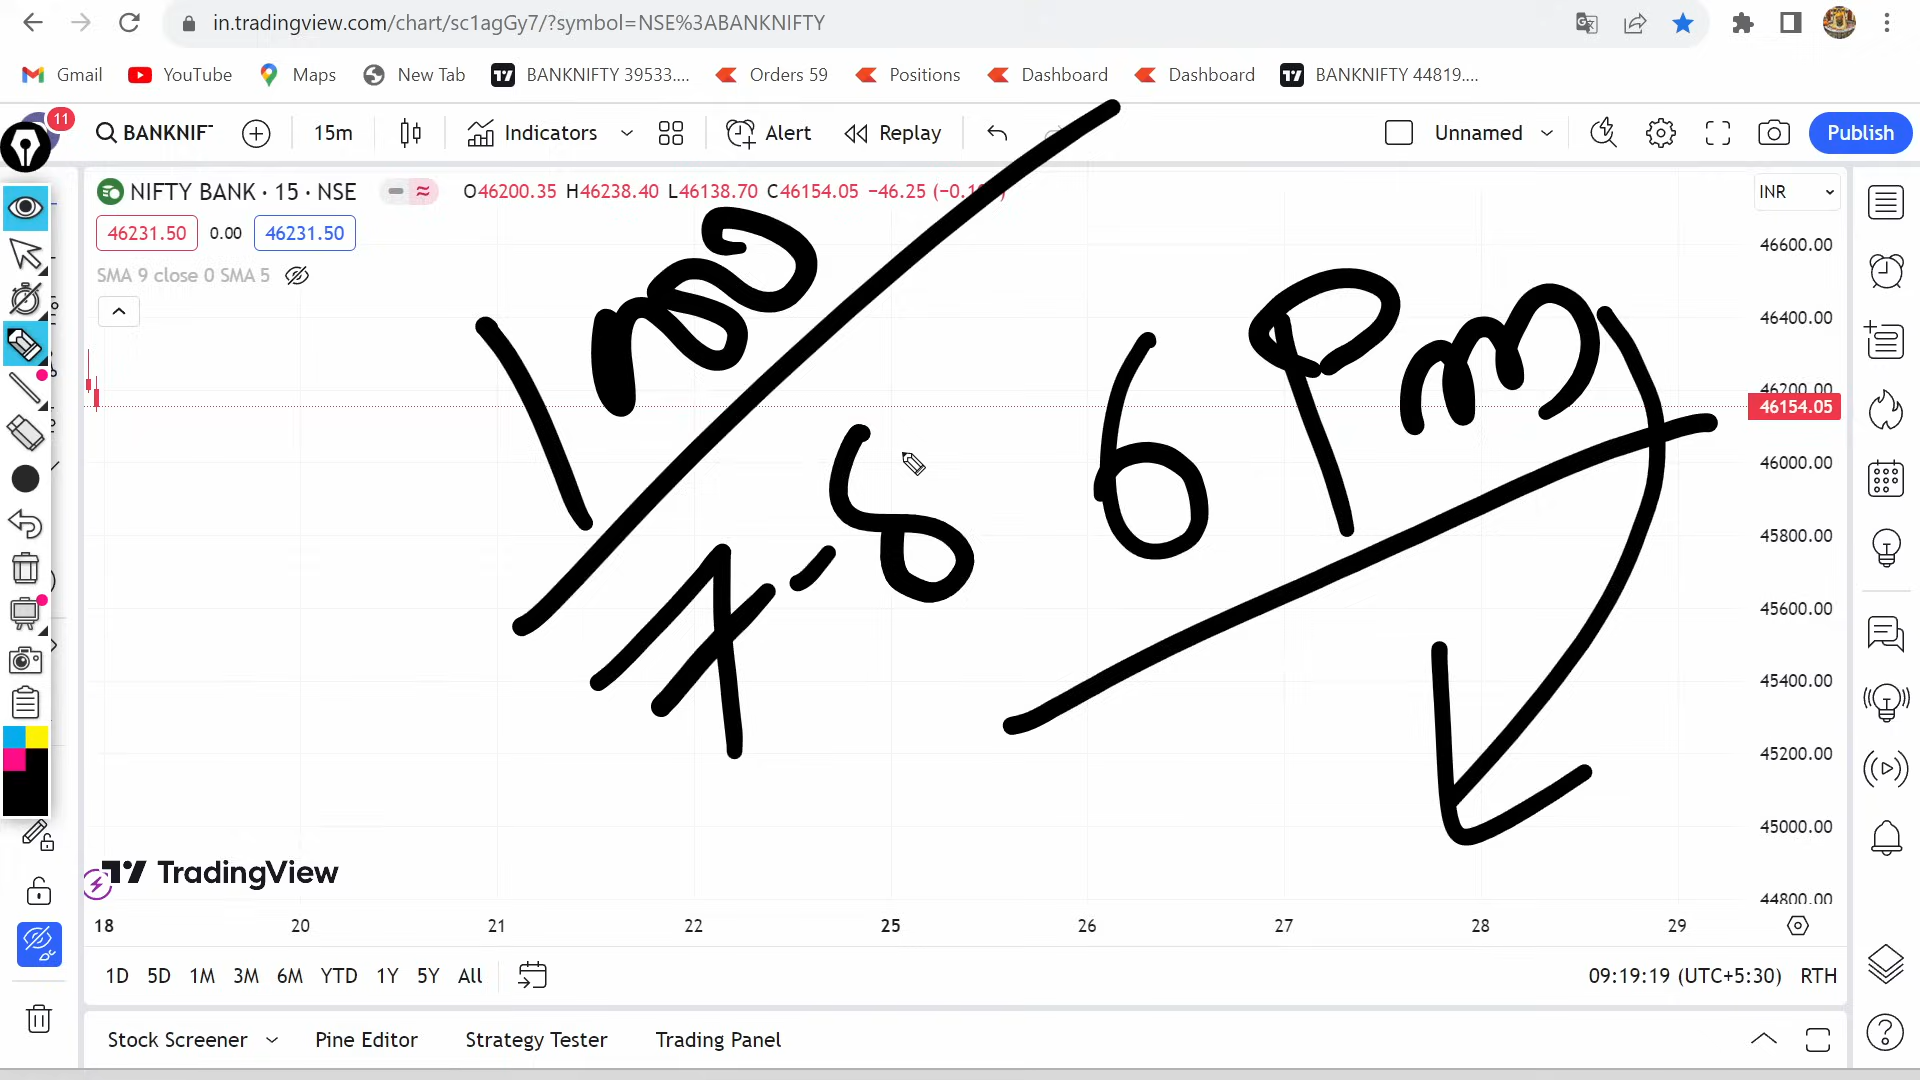 in.tradingview.com/chart/sc1agGy7/?symbol=NSE%3ABANKNIFTY
Gmail YouTube Maps New Tab BANKNIFTY 39533.... Orders 59 Positions Dashboard Dashboard BANKNIFTY 44819....
11 BANKNIF 15m Indicators Alert Replay Unnamed Publish
NIFTY BANK · 15 · NSE O46200.35 H46238.40 L46138.70 C46154.05 −46.25 INR
46231.50 0.00 46231.50
SMA 9 close 0 SMA 5
46600.00
46400.00
46200.00
46154.05
46000.00
45800.00
45600.00
45400.00
45200.00
45000.00
44800.00
6 Pm
7-8
TradingView
18 20 21 22 25 26 27 28 29
1D 5D 1M 3M 6M YTD 1Y 5Y All 09:19:19 (UTC+5:30) RTH
Stock Screener Pine Editor Strategy Tester Trading Panel